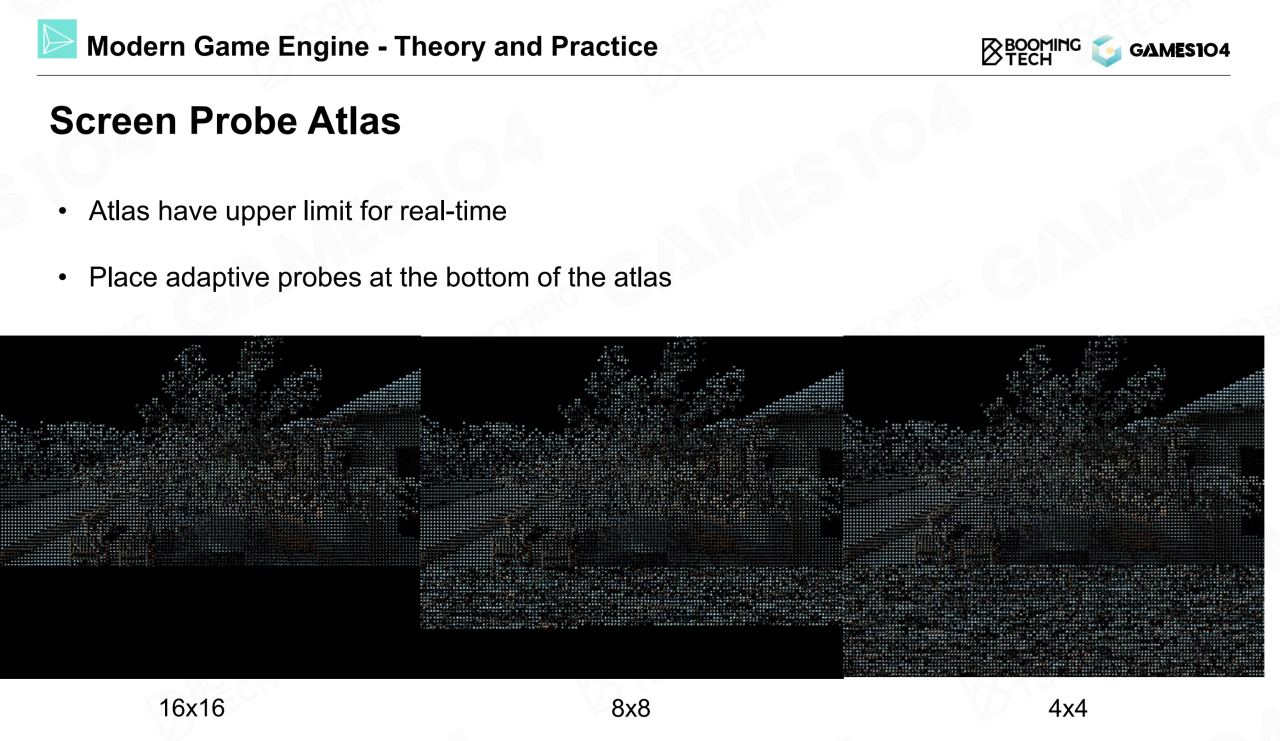 Modern Game Engine - Theory and Practice
BOOMING
TECH
GAMES104
Screen Probe Atlas
• Atlas have upper limit for real-time
• Place adaptive probes at the bottom of the atlas
16x16
8x8
4x4